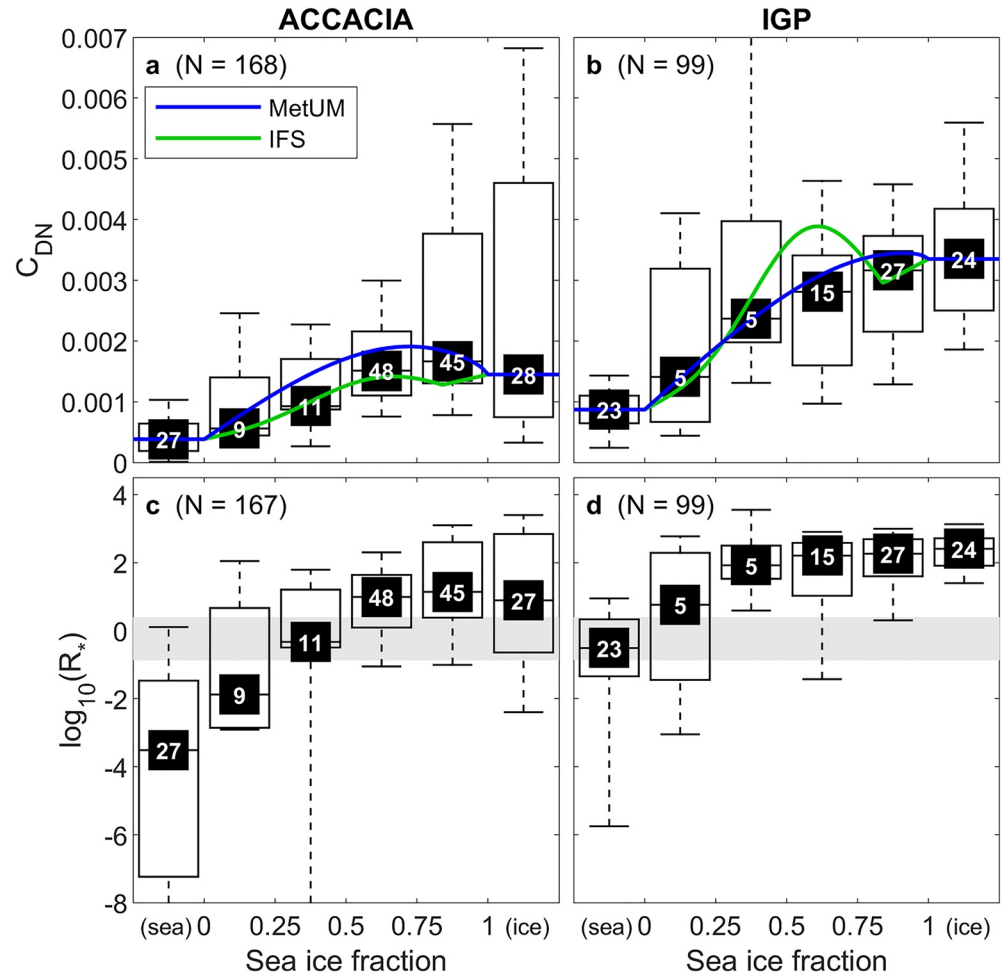 ACCACIA
IGP
a (N = 168)
MetUM
IFS
b (N = 99)
C_DN
0.007
0.006
0.005
0.004
0.003
0.002
0.001
0
27
9
11
48
45
28
23
5
5
15
27
24
c (N = 167)
d (N = 99)
log10(R*)
4
2
0
-2
-4
-6
-8
27
9
11
48
45
27
23
5
5
15
27
24
(sea) 0 0.25 0.5 0.75 1 (ice)
(sea) 0 0.25 0.5 0.75 1 (ice)
Sea ice fraction
Sea ice fraction